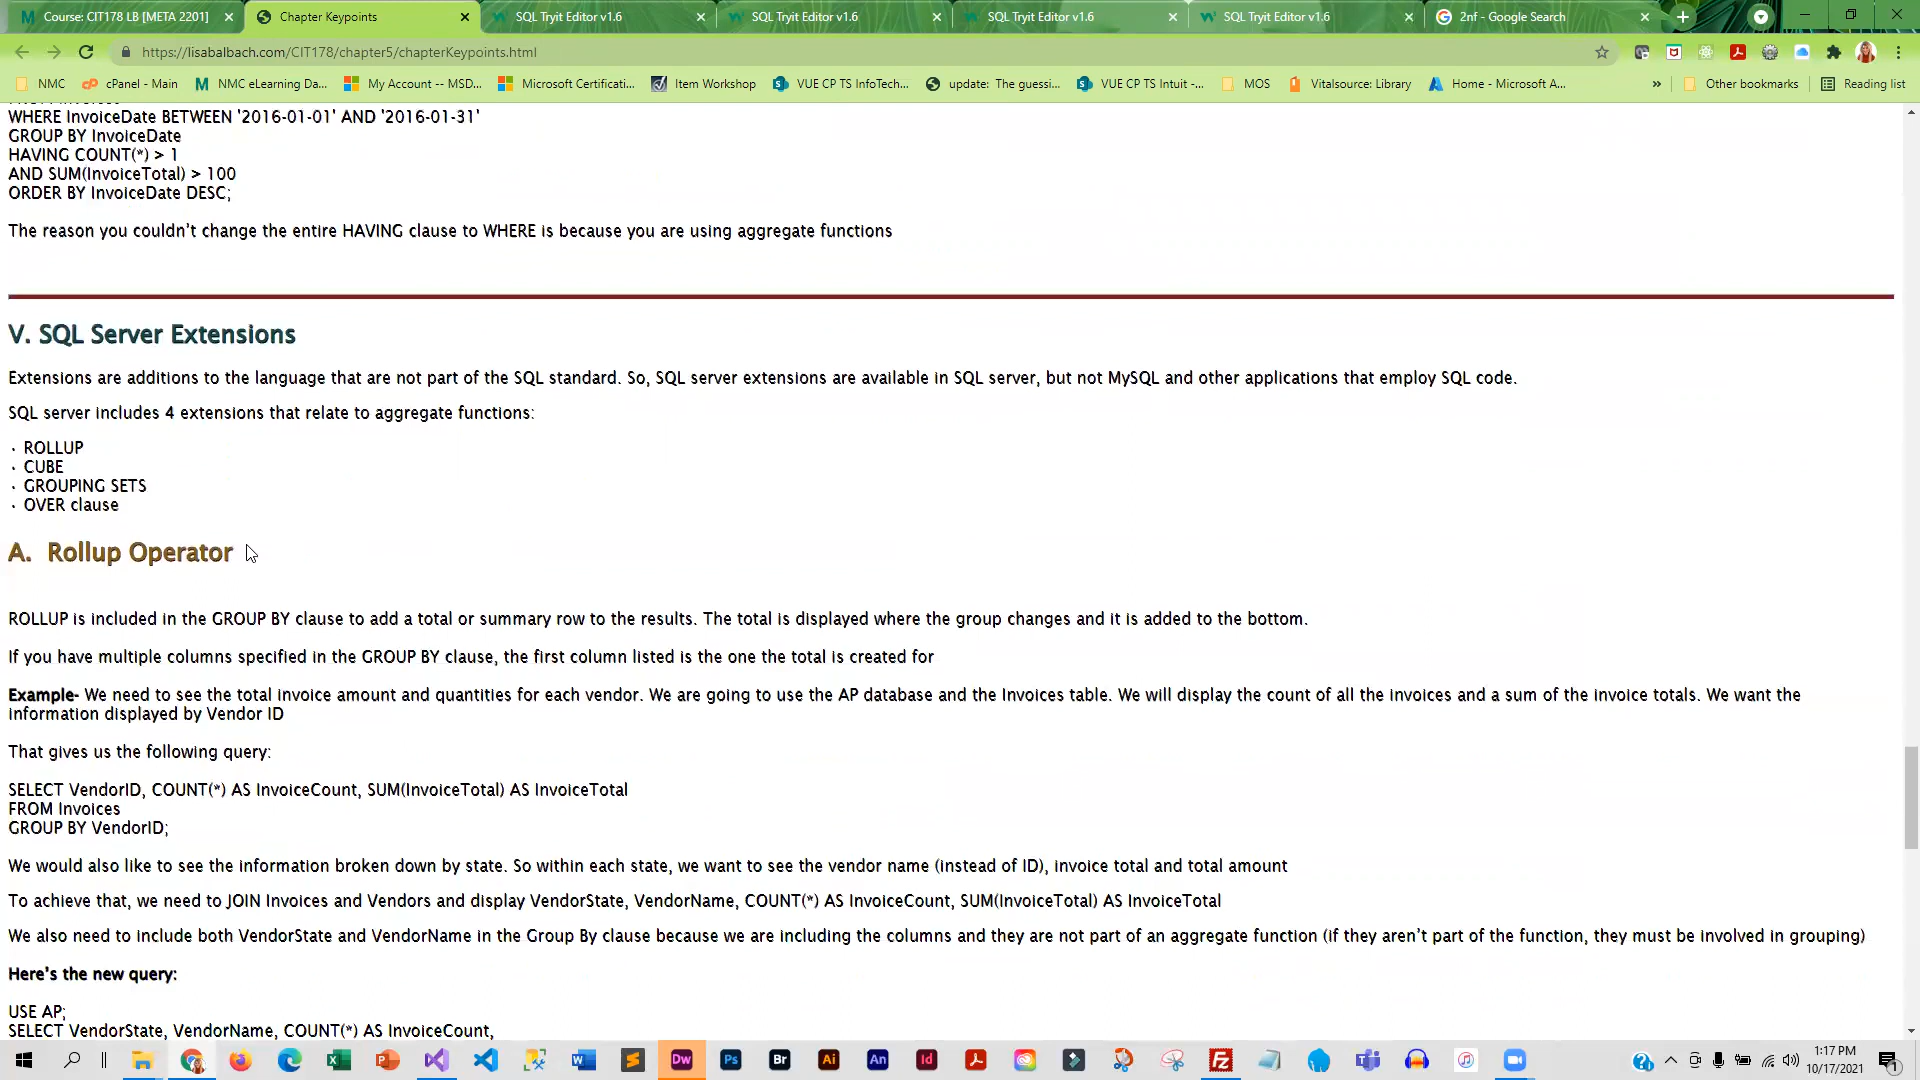 Course: CIT178 LB [META 2201]
Chapter Keypoints
SQL Tryit Editor v1.6
SQL Tryit Editor v1.6
SQL Tryit Editor v1.6
SQL Tryit Editor v1.6
2nf - Google Search
https://lisabalbach.com/CIT178/chapter5/chapterKeypoints.html
NMC
cPanel - Main
NMC eLearning Da...
My Account -- MSD...
Microsoft Certificati...
Item Workshop
VUE CP TS InfoTech...
update: The guessi...
VUE CP TS Intuit -...
MOS
Vitalsource: Library
Home - Microsoft A...
Other bookmarks
Reading list
WHERE InvoiceDate BETWEEN '2016-01-01' AND '2016-01-31'
GROUP BY InvoiceDate
HAVING COUNT(*) > 1
AND SUM(InvoiceTotal) > 100
ORDER BY InvoiceDate DESC;
The reason you couldn't change the entire HAVING clause to WHERE is because you are using aggregate functions
V. SQL Server Extensions
Extensions are additions to the language that are not part of the SQL standard. So, SQL server extensions are available in SQL server, but not MySQL and other applications that employ SQL code.
SQL server includes 4 extensions that relate to aggregate functions:
· ROLLUP
· CUBE
· GROUPING SETS
· OVER clause
A. Rollup Operator
ROLLUP is included in the GROUP BY clause to add a total or summary row to the results. The total is displayed where the group changes and it is added to the bottom.
If you have multiple columns specified in the GROUP BY clause, the first column listed is the one the total is created for
Example- We need to see the total invoice amount and quantities for each vendor. We are going to use the AP database and the Invoices table. We will display the count of all the invoices and a sum of the invoice totals. We want the
information displayed by Vendor ID
That gives us the following query:
SELECT VendorID, COUNT(*) AS InvoiceCount, SUM(InvoiceTotal) AS InvoiceTotal
FROM Invoices
GROUP BY VendorID;
We would also like to see the information broken down by state. So within each state, we want to see the vendor name (instead of ID), invoice total and total amount
To achieve that, we need to JOIN Invoices and Vendors and display VendorState, VendorName, COUNT(*) AS InvoiceCount, SUM(InvoiceTotal) AS InvoiceTotal
We also need to include both VendorState and VendorName in the Group By clause because we are including the columns and they are not part of an aggregate function (if they aren't part of the function, they must be involved in grouping)
Here's the new query:
USE AP;
SELECT VendorState, VendorName, COUNT(*) AS InvoiceCount,
Dw
Ps
Br
Ai
An
Id
1:17 PM
10/17/2021